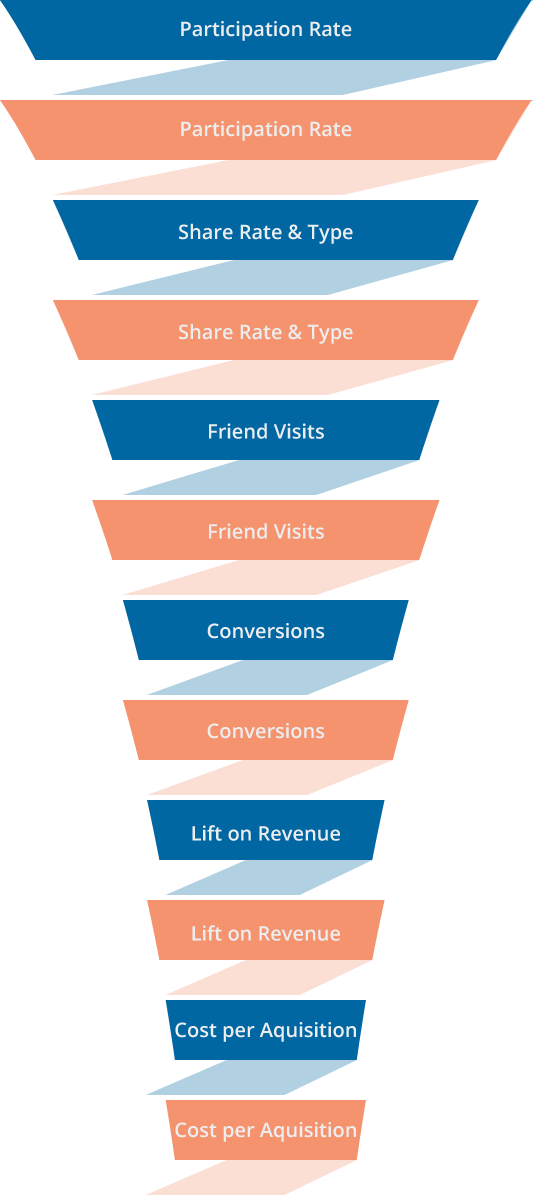 Participation Rate
Participation Rate
Share Rate & Type
Share Rate & Type
Friend Visits
Friend Visits
Conversions
Conversions
Lift on Revenue
Lift on Revenue
Cost per Aquisition
Cost per Aquisition